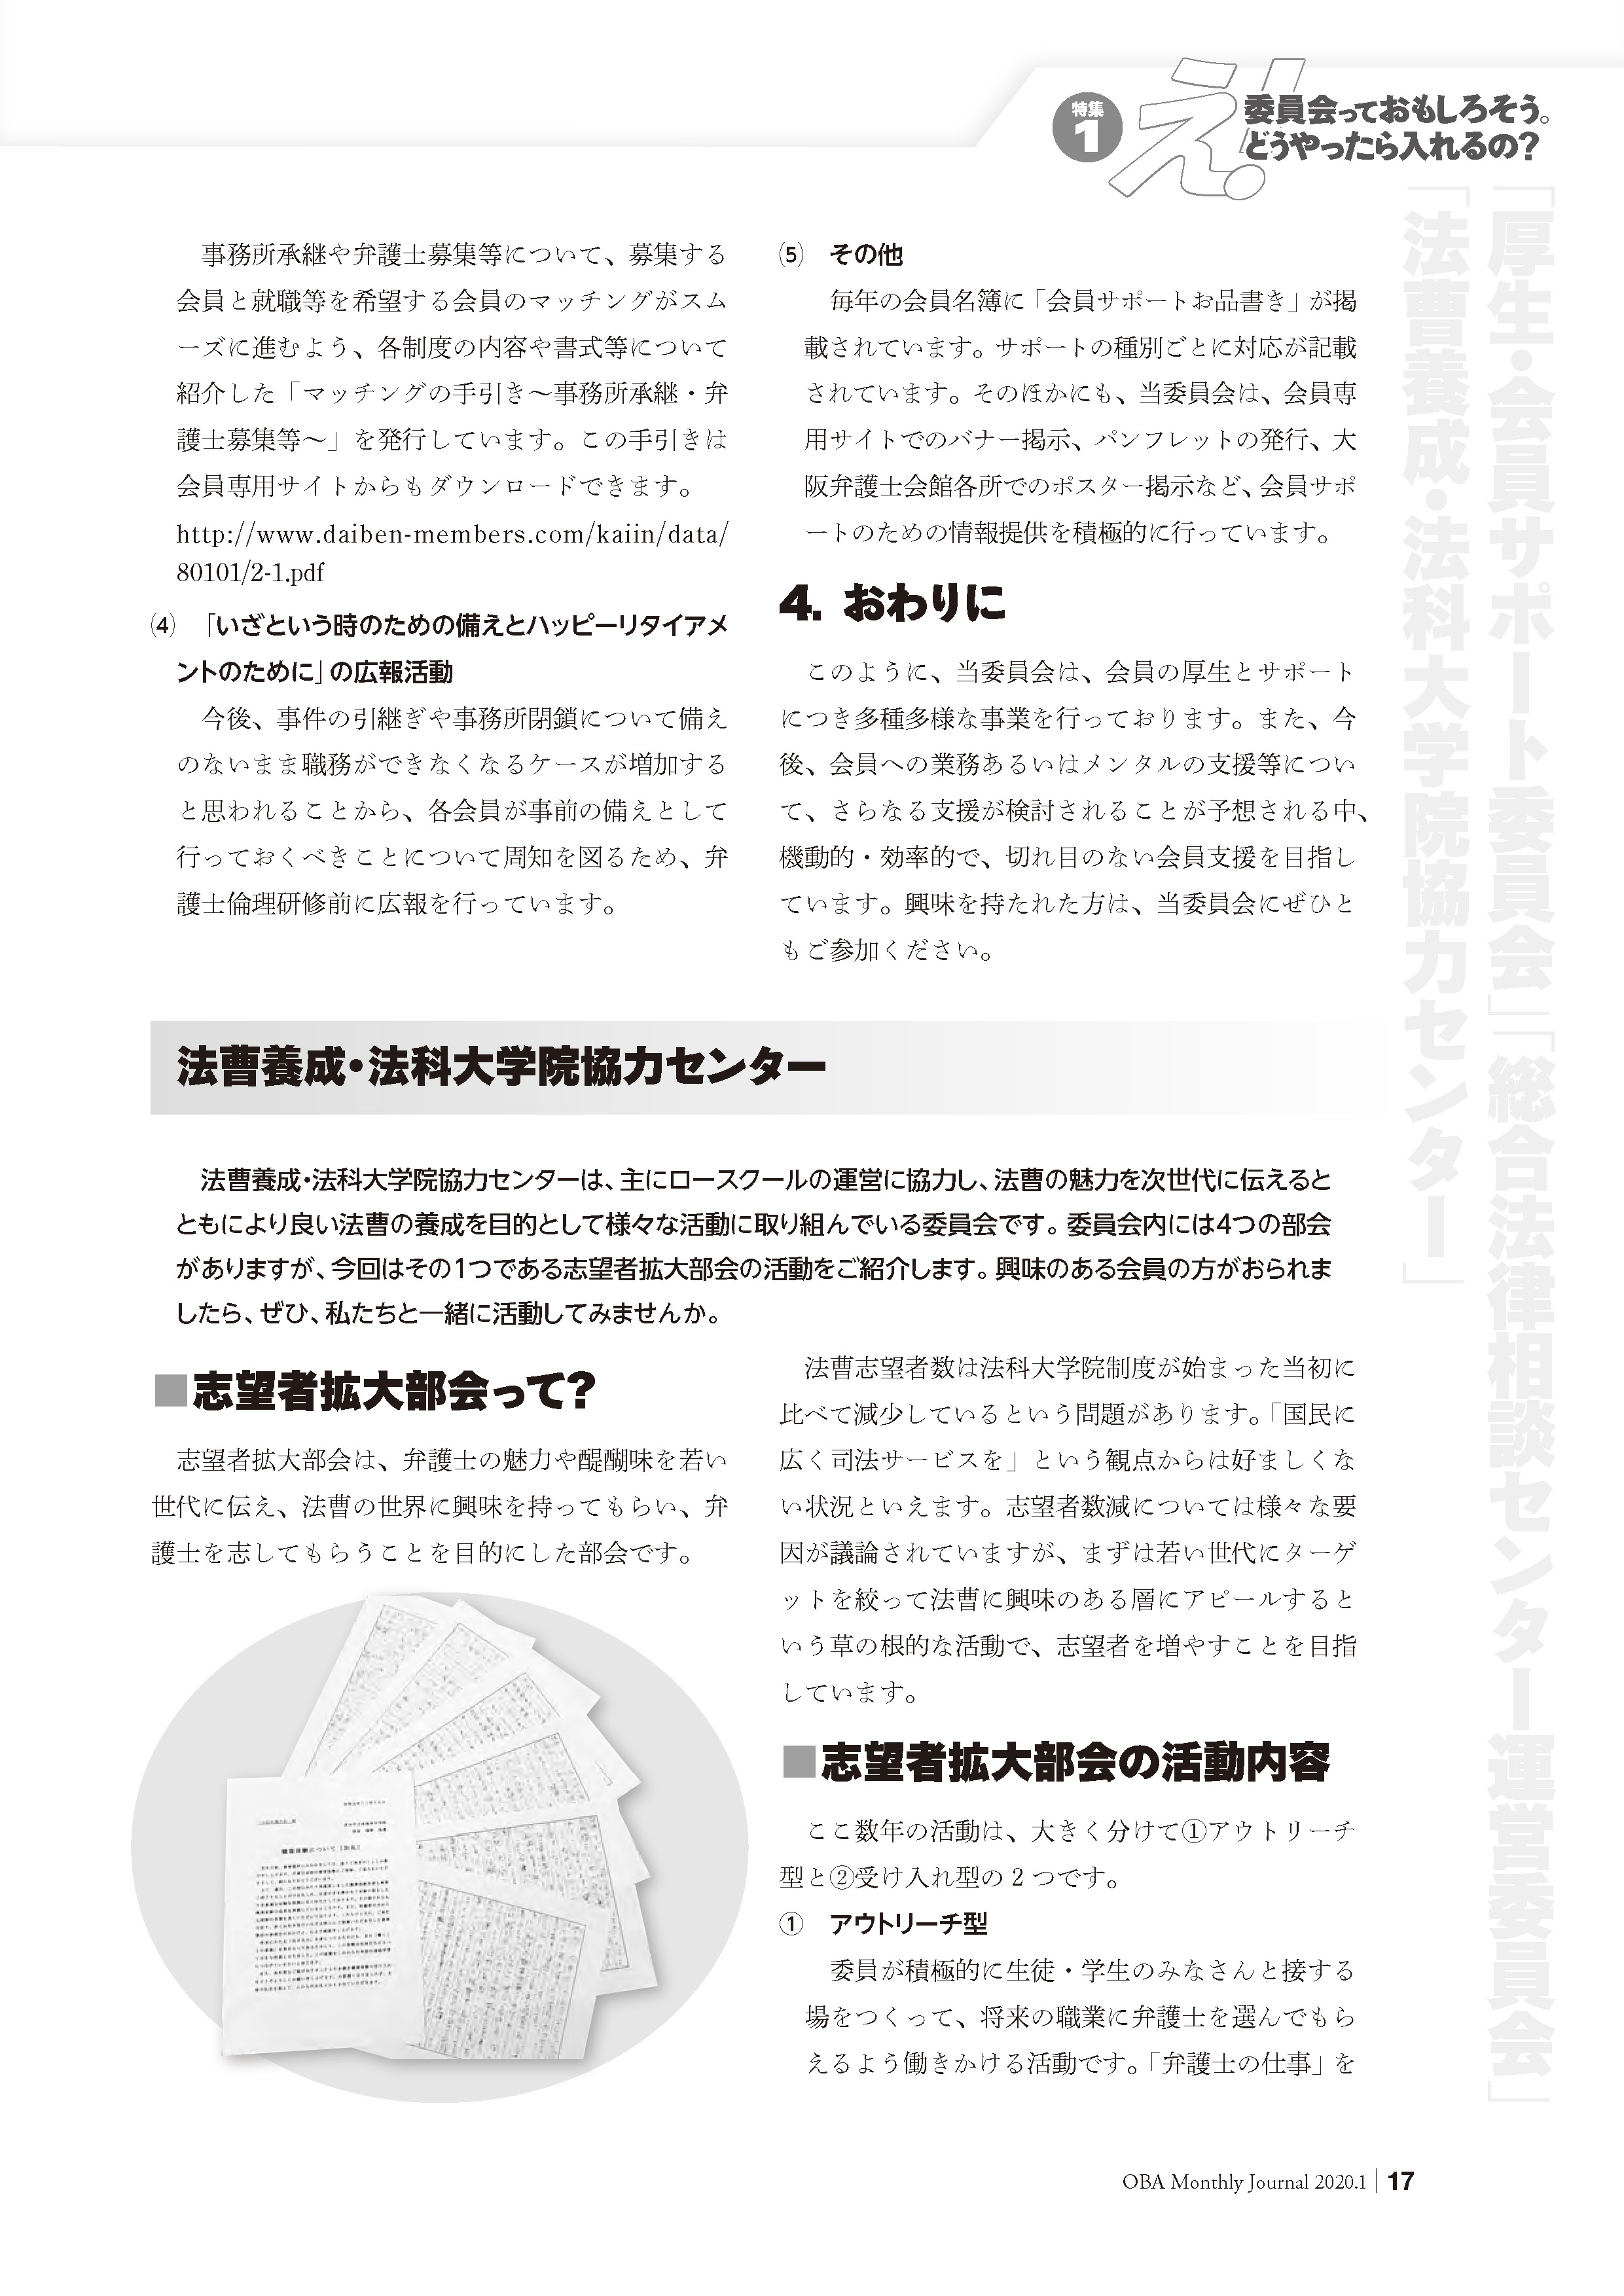 特集
1
え!
委員会っておもしろそう。
どうやったら入れるの?
「厚生・会員サポート委員会」「総合法律相談センター運営委員会」
「法曹養成・法科大学院協力センター」
事務所承継や弁護士募集等について、募集する
会員と就職等を希望する会員のマッチングがスム
ーズに進むよう、各制度の内容や書式等について
紹介した「マッチングの手引き～事務所承継・弁
護士募集等～」を発行しています。この手引きは
会員専用サイトからもダウンロードできます。
http://www.daiben-members.com/kaiin/data/
80101/2-1.pdf
⑷ 「いざという時のための備えとハッピーリタイアメ
ントのために」の広報活動
今後、事件の引継ぎや事務所閉鎖について備え
のないまま職務ができなくなるケースが増加する
と思われることから、各会員が事前の備えとして
行っておくべきことについて周知を図るため、弁
護士倫理研修前に広報を行っています。
⑸ その他
毎年の会員名簿に「会員サポートお品書き」が掲
載されています。サポートの種別ごとに対応が記載
されています。そのほかにも、当委員会は、会員専
用サイトでのバナー掲示、パンフレットの発行、大
阪弁護士会館各所でのポスター掲示など、会員サポ
ートのための情報提供を積極的に行っています。
4. おわりに
このように、当委員会は、会員の厚生とサポート
につき多種多様な事業を行っております。また、今
後、会員への業務あるいはメンタルの支援等につい
て、さらなる支援が検討されることが予想される中、
機動的・効率的で、切れ目のない会員支援を目指し
ています。興味を持たれた方は、当委員会にぜひと
もご参加ください。
法曹養成・法科大学院協力センター
法曹養成・法科大学院協力センターは、主にロースクールの運営に協力し、法曹の魅力を次世代に伝えると
ともにより良い法曹の養成を目的として様々な活動に取り組んでいる委員会です。委員会内には4つの部会
がありますが、今回はその1つである志望者拡大部会の活動をご紹介します。興味のある会員の方がおられま
したら、ぜひ、私たちと一緒に活動してみませんか。
■志望者拡大部会って?
志望者拡大部会は、弁護士の魅力や醍醐味を若い
世代に伝え、法曹の世界に興味を持ってもらい、弁
護士を志してもらうことを目的にした部会です。
法曹志望者数は法科大学院制度が始まった当初に
比べて減少しているという問題があります。「国民に
広く司法サービスを」という観点からは好ましくな
い状況といえます。志望者数減については様々な要
因が議論されていますが、まずは若い世代にターゲ
ットを絞って法曹に興味のある層にアピールすると
いう草の根的な活動で、志望者を増やすことを目指
しています。
■志望者拡大部会の活動内容
ここ数年の活動は、大きく分けて①アウトリーチ
型と②受け入れ型の2つです。
① アウトリーチ型
委員が積極的に生徒・学生のみなさんと接する
場をつくって、将来の職業に弁護士を選んでもら
えるよう働きかける活動です。「弁護士の仕事」を
OBA Monthly Journal 2020.1 17